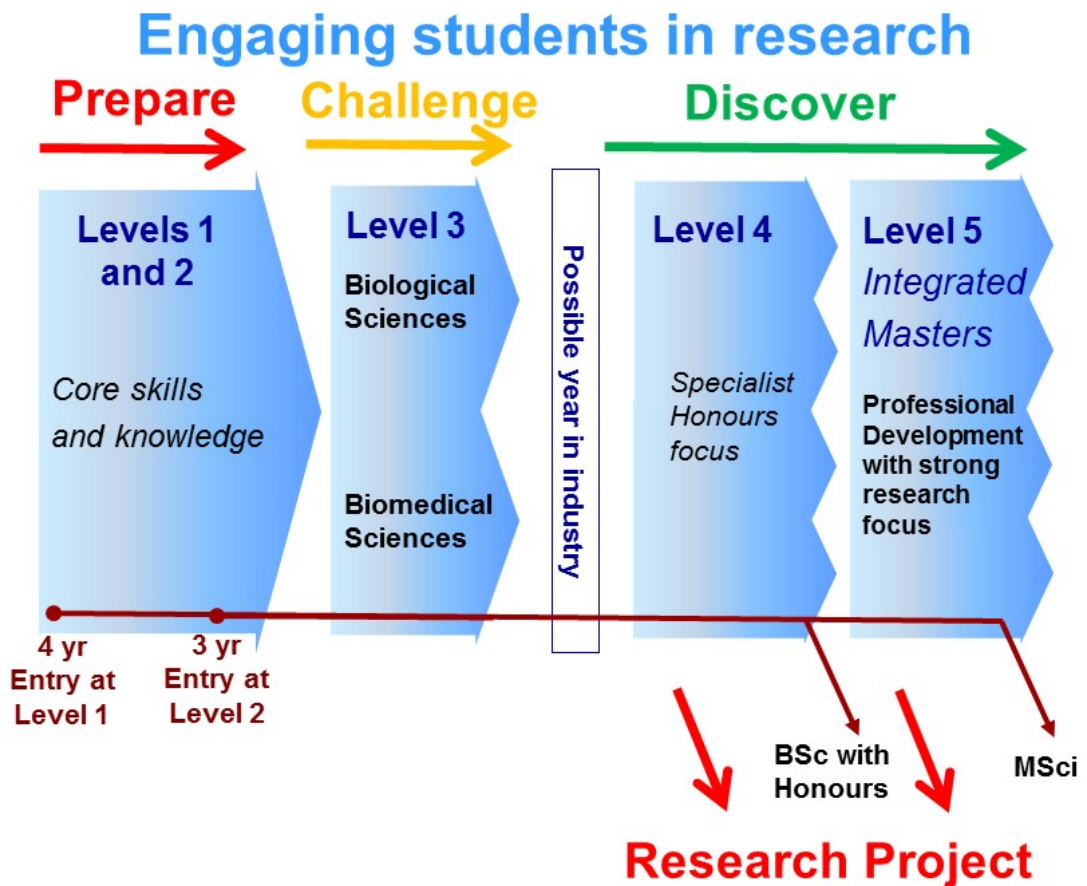 Engaging students in research
Prepare
Challenge
Discover
Levels 1
and 2
Core skills
and knowledge
Level 3
Biological
Sciences
Biomedical
Sciences
Possible year in industry
Level 4
Specialist
Honours
focus
Level 5
Integrated
Masters
Professional
Development
with strong
research
focus
4 yr
Entry at
Level 1
3 yr
Entry at
Level 2
BSc with
Honours
MSci
Research Project